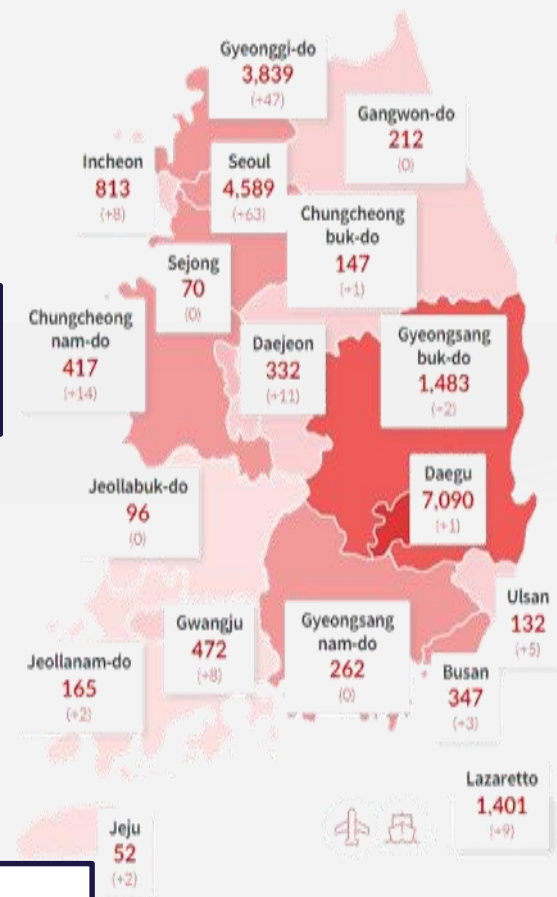 Gyeonggi-do
3,839
(+47)
Gangwon-do
212
(0)
Incheon
813
(+8)
Seoul
4,589
(+63)
Chungcheong
buk-do
147
(+1)
Sejong
70
(0)
Chungcheong
nam-do
417
(+14)
Daejeon
332
(+11)
Gyeongsang
buk-do
1,483
(+2)
Daegu
7,090
(+1)
Jeollabuk-do
96
(0)
Ulsan
132
(+5)
Gwangju
472
(+8)
Gyeongsang
nam-do
262
(0)
Jeollanam-do
165
(+2)
Busan
347
(+3)
Lazaretto
1,401
(+9)
Jeju
52
(+2)